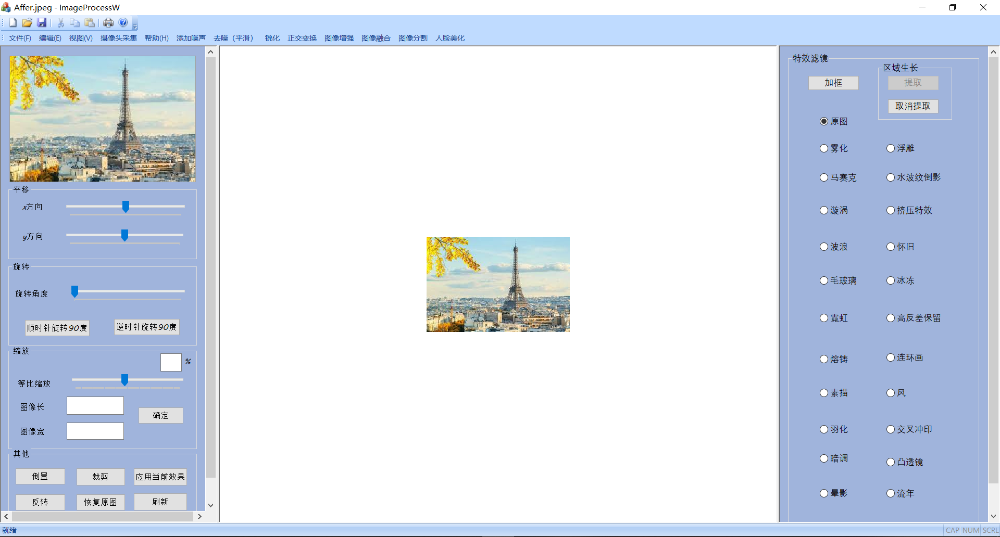 Affer.jpeg - ImageProcessW
文件(F) 编辑(E) 视图(V) 摄像头采集 帮助(H) 添加噪声 去噪（平滑） 锐化 正交变换 图像增强 图像融合 图像分割 人脸美化
平移
x方向
y方向
旋转
旋转角度
顺时针旋转90度 逆时针旋转90度
缩放
%
等比缩放
图像长
确定
图像宽
其他
倒置 裁剪 应用当前效果
反转 恢复原图 刷新
特效滤镜
区域生长
加框 提取
取消提取
原图
雾化 浮雕
马赛克 水波纹倒影
漩涡 挤压特效
波浪 怀旧
毛玻璃 冰冻
霓虹 高反差保留
熔铸 连环画
素描 风
羽化 交叉冲印
暗调 凸透镜
晕影 流年
就绪 CAP NUM SCRL